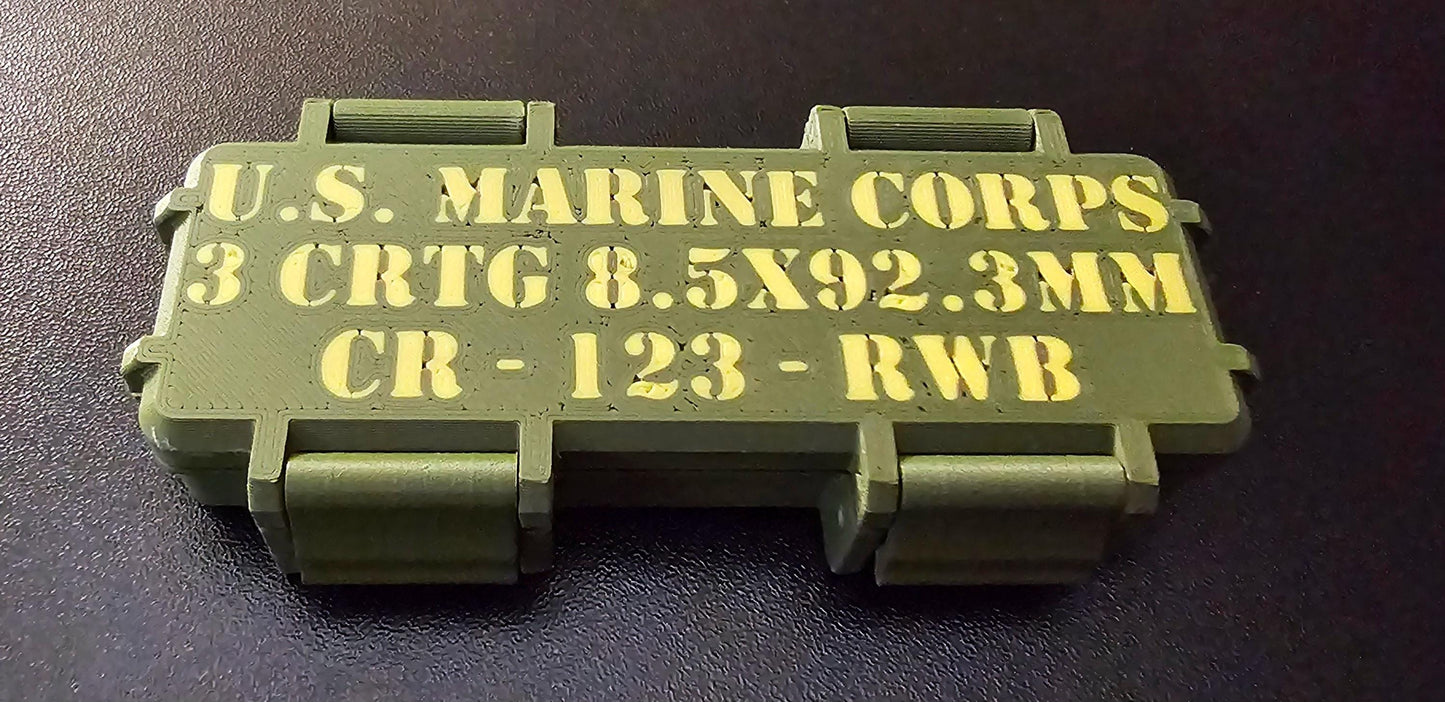 U.S. MARINE CORPS
3 CRTG 8.5X92.3MM
CR - 123 - RWB